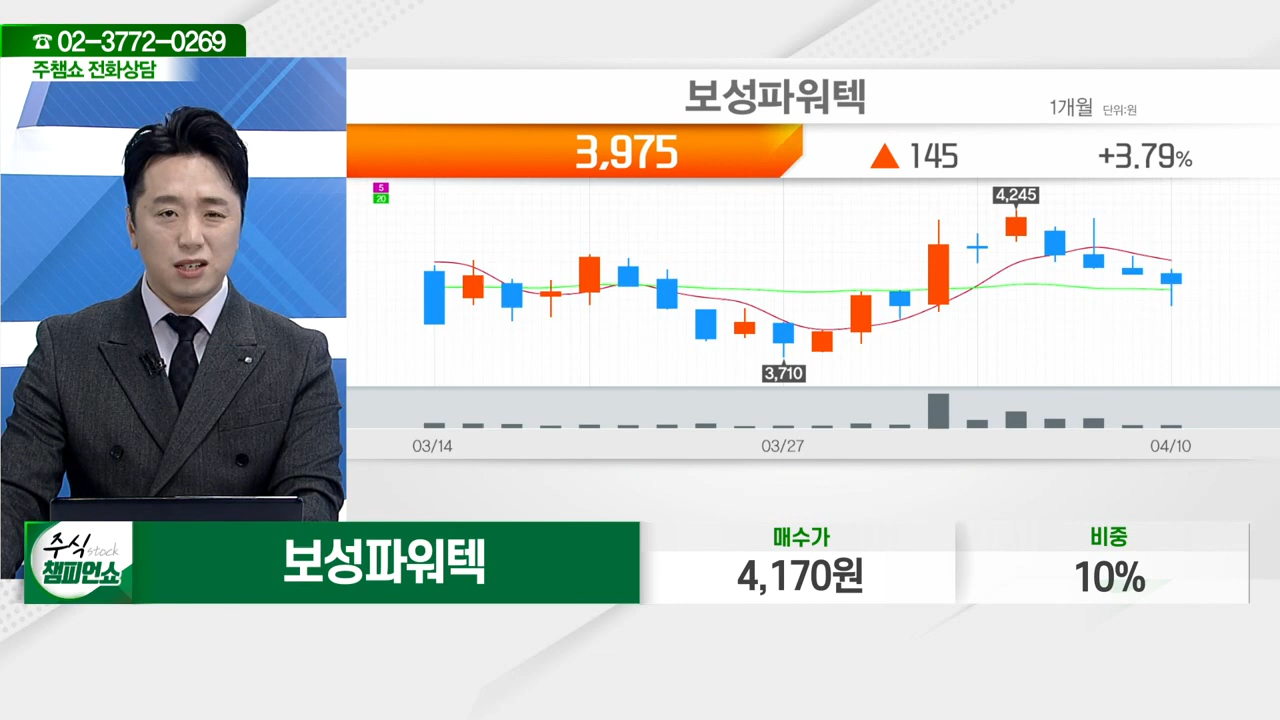 ☎ 02-3772-0269
주챔쇼 전화상담
보성파워텍
1개월 단위:원
3,975 ▲ 145 +3.79%
5
20
4,245
3,710
03/14 03/27 04/10
주식 stock
챔피언쇼
보성파워텍
매수가
4,170원
비중
10%